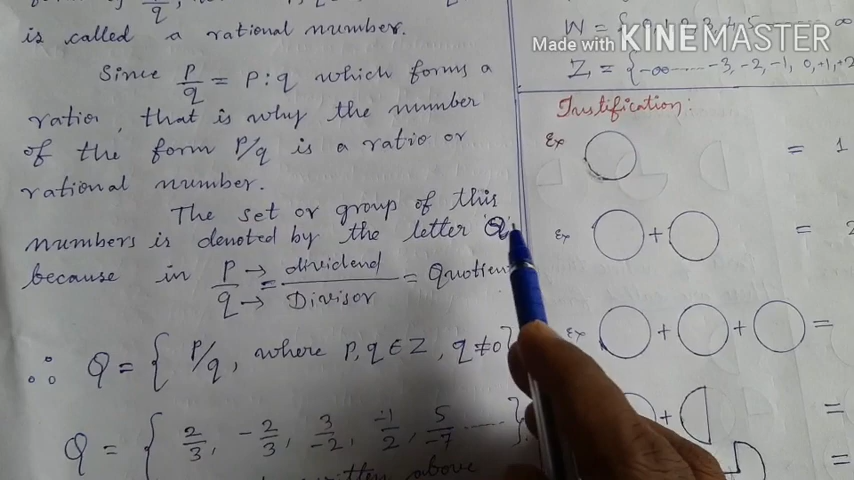 is called a rational number.
Since P/q = P : q which forms a
ratio, that is why the number
of the form P/q is a ratio or
rational number.
The set or group of this
numbers is denoted by the letter 'Q'
because in P/q → → = dividend/Divisor = Quotien
∴ Q = { P/q, where P, q ∈ Z, q ≠ 0 }
Q = { 2/3, -2/3, 3/-2, -1/2, 5/-7 ...... }
written above
Made with KINEMASTER
W = {
Z = { -∞ ...... -3, -2, -1, 0, +1, +2
Justification:
Ex = 1
Ex + = 2
Ex + + =
+ =
=